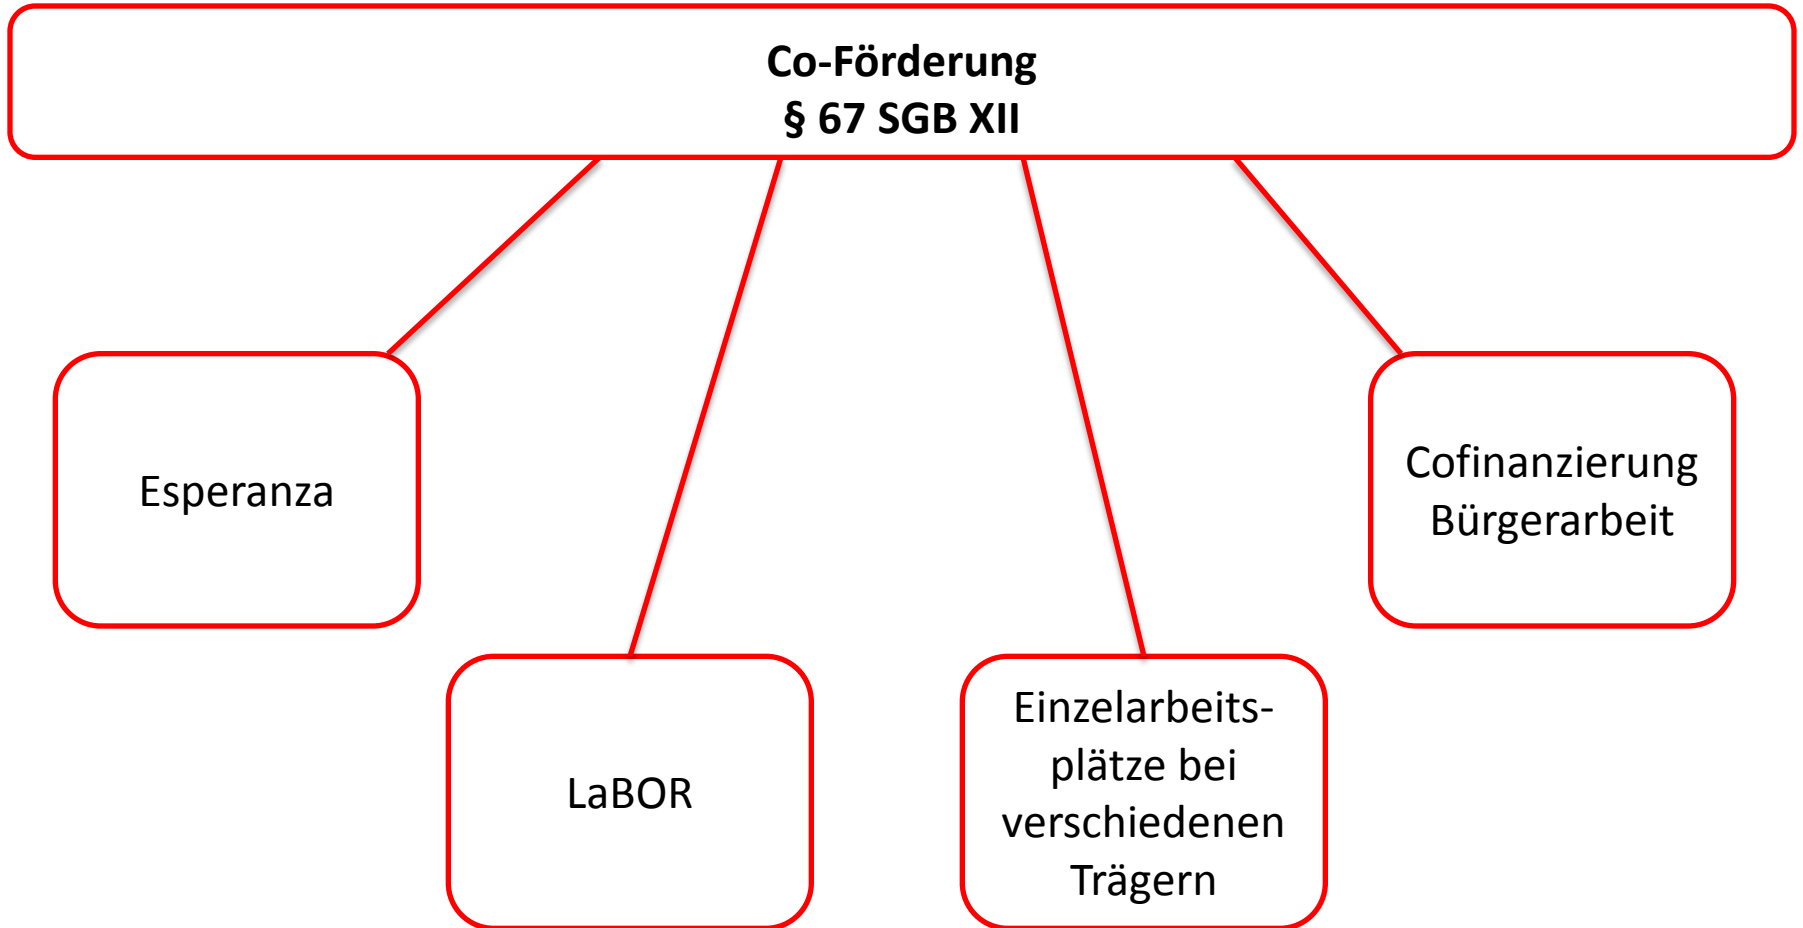 Co-Förderung
§ 67 SGB XII
Esperanza
LaBOR
Einzelarbeits-
plätze bei
verschiedenen
Trägern
Cofinanzierung
Bürgerarbeit